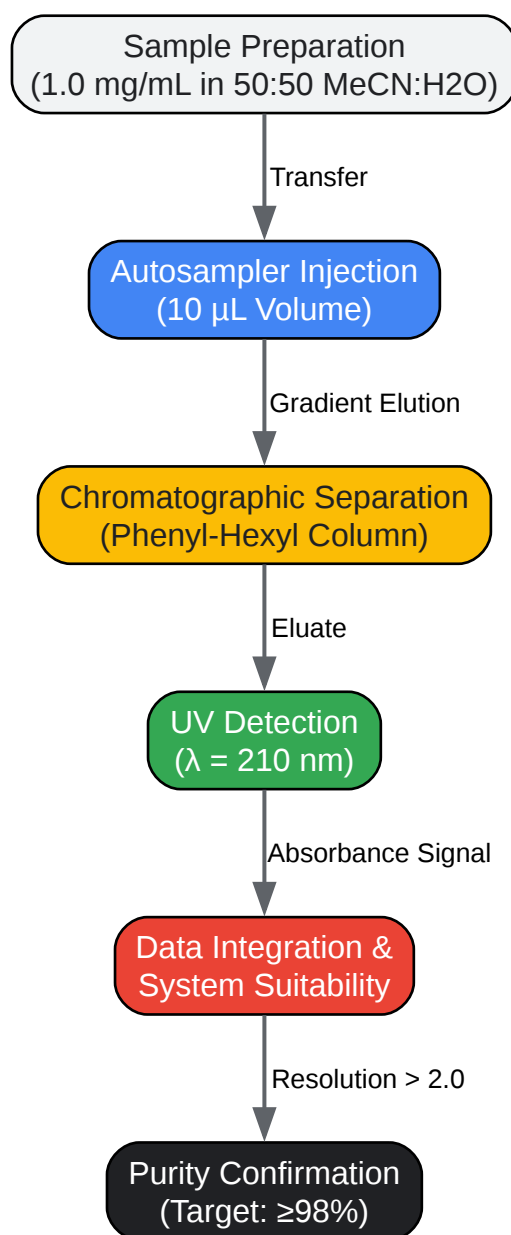 Sample Preparation
(1.0 mg/mL in 50:50 MeCN:H2O)
Transfer
Autosampler Injection
(10 µL Volume)
Gradient Elution
Chromatographic Separation
(Phenyl-Hexyl Column)
Eluate
UV Detection
(λ = 210 nm)
Absorbance Signal
Data Integration &
System Suitability
Resolution > 2.0
Purity Confirmation
(Target: ≥98%)